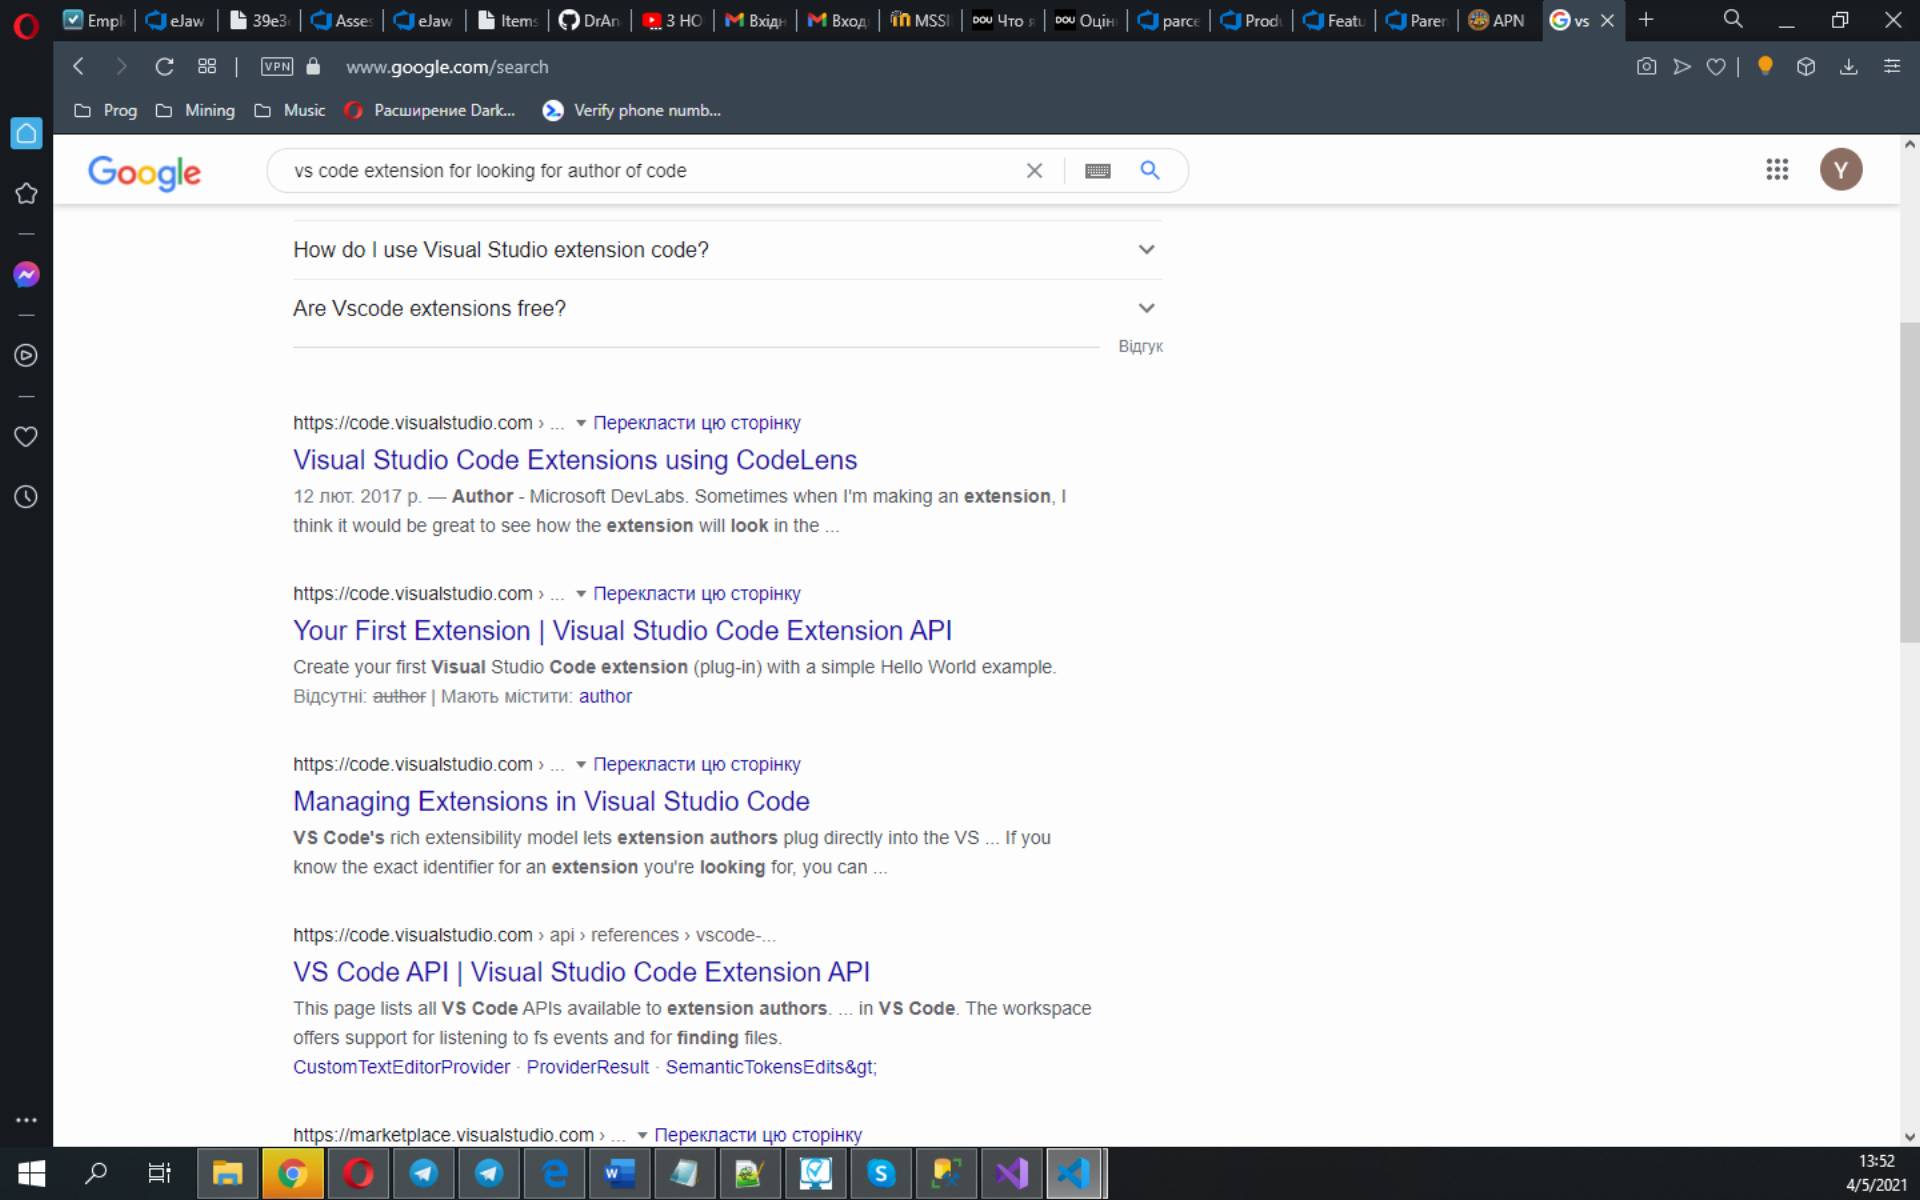 Empl
eJaw
39e3
Asses
eJaw
Items
DrAn
3 НО
Вхідн
Вход
MSSI
DOU Что я
DOU Оцін
parce
Produ
Featu
Paren
APN
vs
VPN
www.google.com/search
Prog
Mining
Music
Расширение Dark...
Verify phone numb...
Google
vs code extension for looking for author of code
Y
How do I use Visual Studio extension code?
Are Vscode extensions free?
Відгук
https://code.visualstudio.com › ... Перекласти цю сторінку
Visual Studio Code Extensions using CodeLens
12 лют. 2017 р. — Author - Microsoft DevLabs. Sometimes when I'm making an extension, I
think it would be great to see how the extension will look in the ...
https://code.visualstudio.com › ... Перекласти цю сторінку
Your First Extension | Visual Studio Code Extension API
Create your first Visual Studio Code extension (plug-in) with a simple Hello World example.
Відсутні: author | Мають містити: author
https://code.visualstudio.com › ... Перекласти цю сторінку
Managing Extensions in Visual Studio Code
VS Code's rich extensibility model lets extension authors plug directly into the VS ... If you
know the exact identifier for an extension you're looking for, you can ...
https://code.visualstudio.com › api › references › vscode-...
VS Code API | Visual Studio Code Extension API
This page lists all VS Code APIs available to extension authors. ... in VS Code. The workspace
offers support for listening to fs events and for finding files.
CustomTextEditorProvider · ProviderResult · SemanticTokensEdits&gt;
https://marketplace.visualstudio.com › ... Перекласти цю сторінку
13:52
4/5/2021